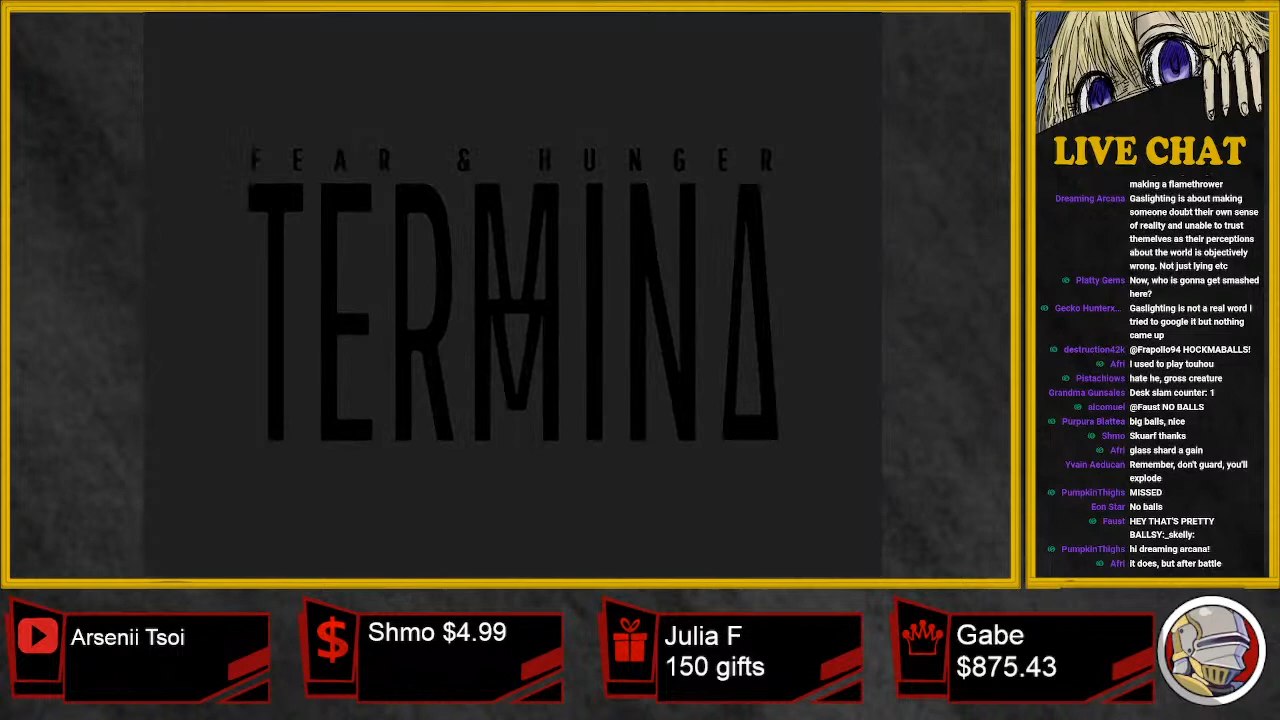 FEAR & HUNGER
TERMINA
LIVE CHAT
making a flamethrower
Dreaming Arcana Gaslighting is about making
someone doubt their own sense
of reality and unable to trust
themelves as their perceptions
about the world is objectively
wrong. Not just lying etc
Platty Gems Now, who is gonna get smashed
here?
Gecko Hunterx... Gaslighting is not a real word I
tried to google it but nothing
came up
destruction42k @Frapollo94 HOCKMABALLS!
Afri I used to play touhou
Pistachiows hate he, gross creature
Grandma Gunsales Desk slam counter: 1
alcomuel @Faust NO BALLS
Purpura Blattea big balls, nice
Shmo Skuarf thanks
Afri glass shard a gain
Yvain Aeducan Remember, don't guard, you'll
explode
PumpkinThighs MISSED
Eon Star No balls
Faust HEY THAT'S PRETTY
BALLSY:_skelly:
PumpkinThighs hi dreaming arcana!
Afri it does, but after battle
Arsenii Tsoi
Shmo $4.99
Julia F
150 gifts
Gabe
$875.43